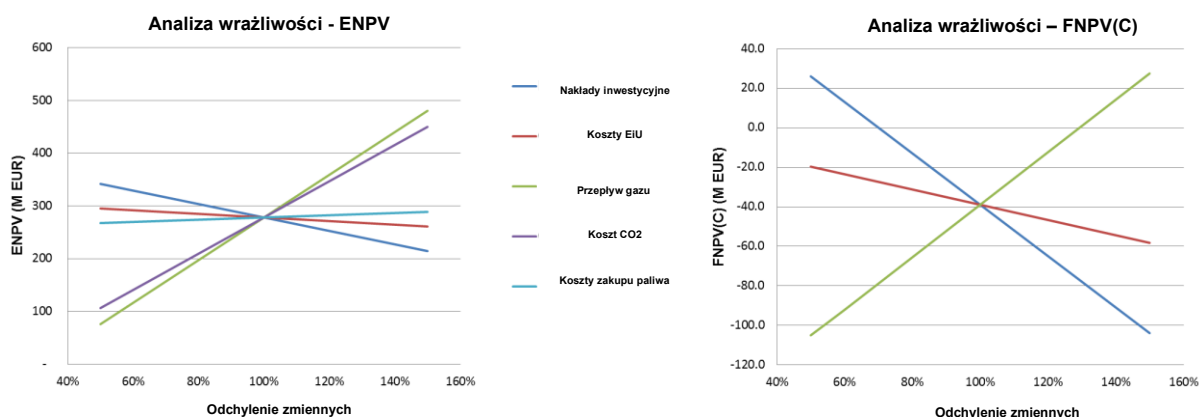 Analiza wrażliwości - ENPV
600
500
400
300
200
100
-
40%
60%
80%
100%
120%
140%
160%
ENPV (M EUR)
Odchylenie zmiennych
Nakłady inwestycyjne
Koszty EiU
Przepływ gazu
Koszt CO2
Koszty zakupu paliwa
Analiza wrażliwości – FNPV(C)
40.0
20.0
0.0
-20.0
-40.0
-60.0
-80.0
-100.0
-120.0
40%
60%
80%
100%
120%
140%
160%
FNPV(C) (M EUR)
Odchylenie zmiennych